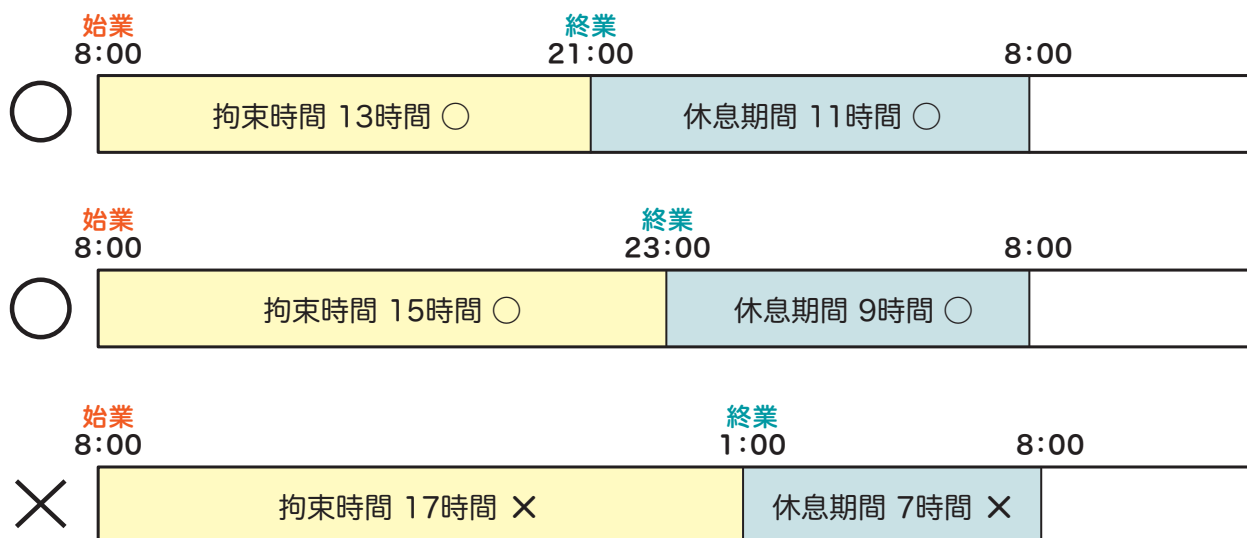 始業 終業
8:00 21:00 8:00
○ 拘束時間 13時間 ○ 休息期間 11時間 ○
始業 終業
8:00 23:00 8:00
○ 拘束時間 15時間 ○ 休息期間 9時間 ○
始業 終業
8:00 1:00 8:00
× 拘束時間 17時間 × 休息期間 7時間 ×